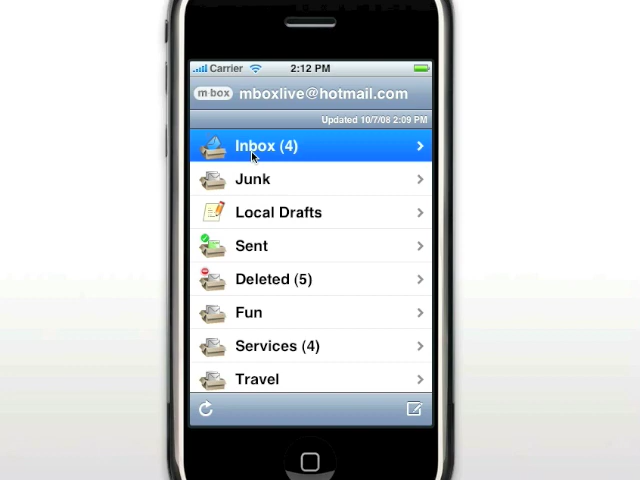 Carrier 2:12 PM
m·box mboxlive@hotmail.com
Updated 10/7/08 2:09 PM
Inbox (4)
Junk
Local Drafts
Sent
Deleted (5)
Fun
Services (4)
Travel